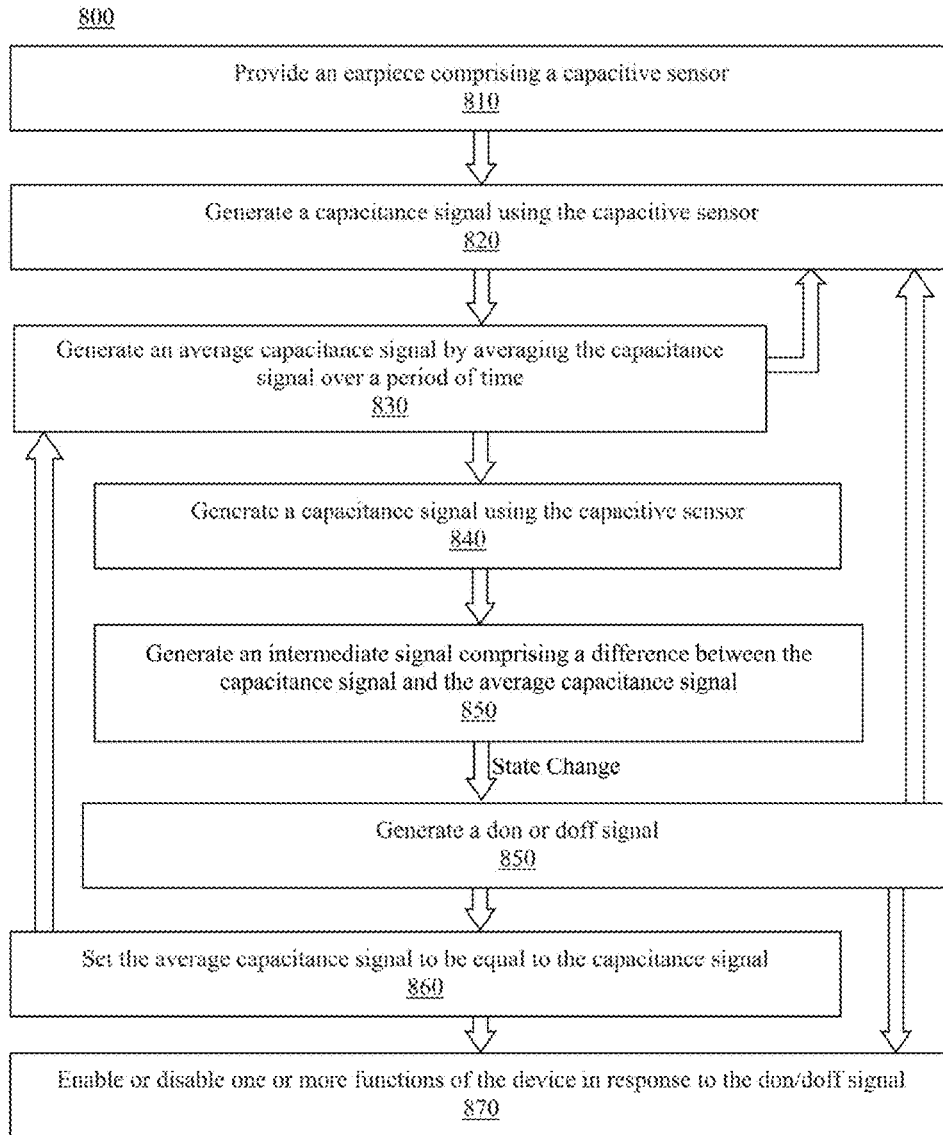 800
Provide an earpiece comprising a capacitive sensor
810
Generate a capacitance signal using the capacitive sensor
820
Generate an average capacitance signal by averaging the capacitance
signal over a period of time
830
Generate a capacitance signal using the capacitive sensor
840
Generate an intermediate signal comprising a difference between the
capacitance signal and the average capacitance signal
850
State Change
Generate a don or doff signal
850
Set the average capacitance signal to be equal to the capacitance signal
860
Enable or disable one or more functions of the device in response to the don/doff signal
870